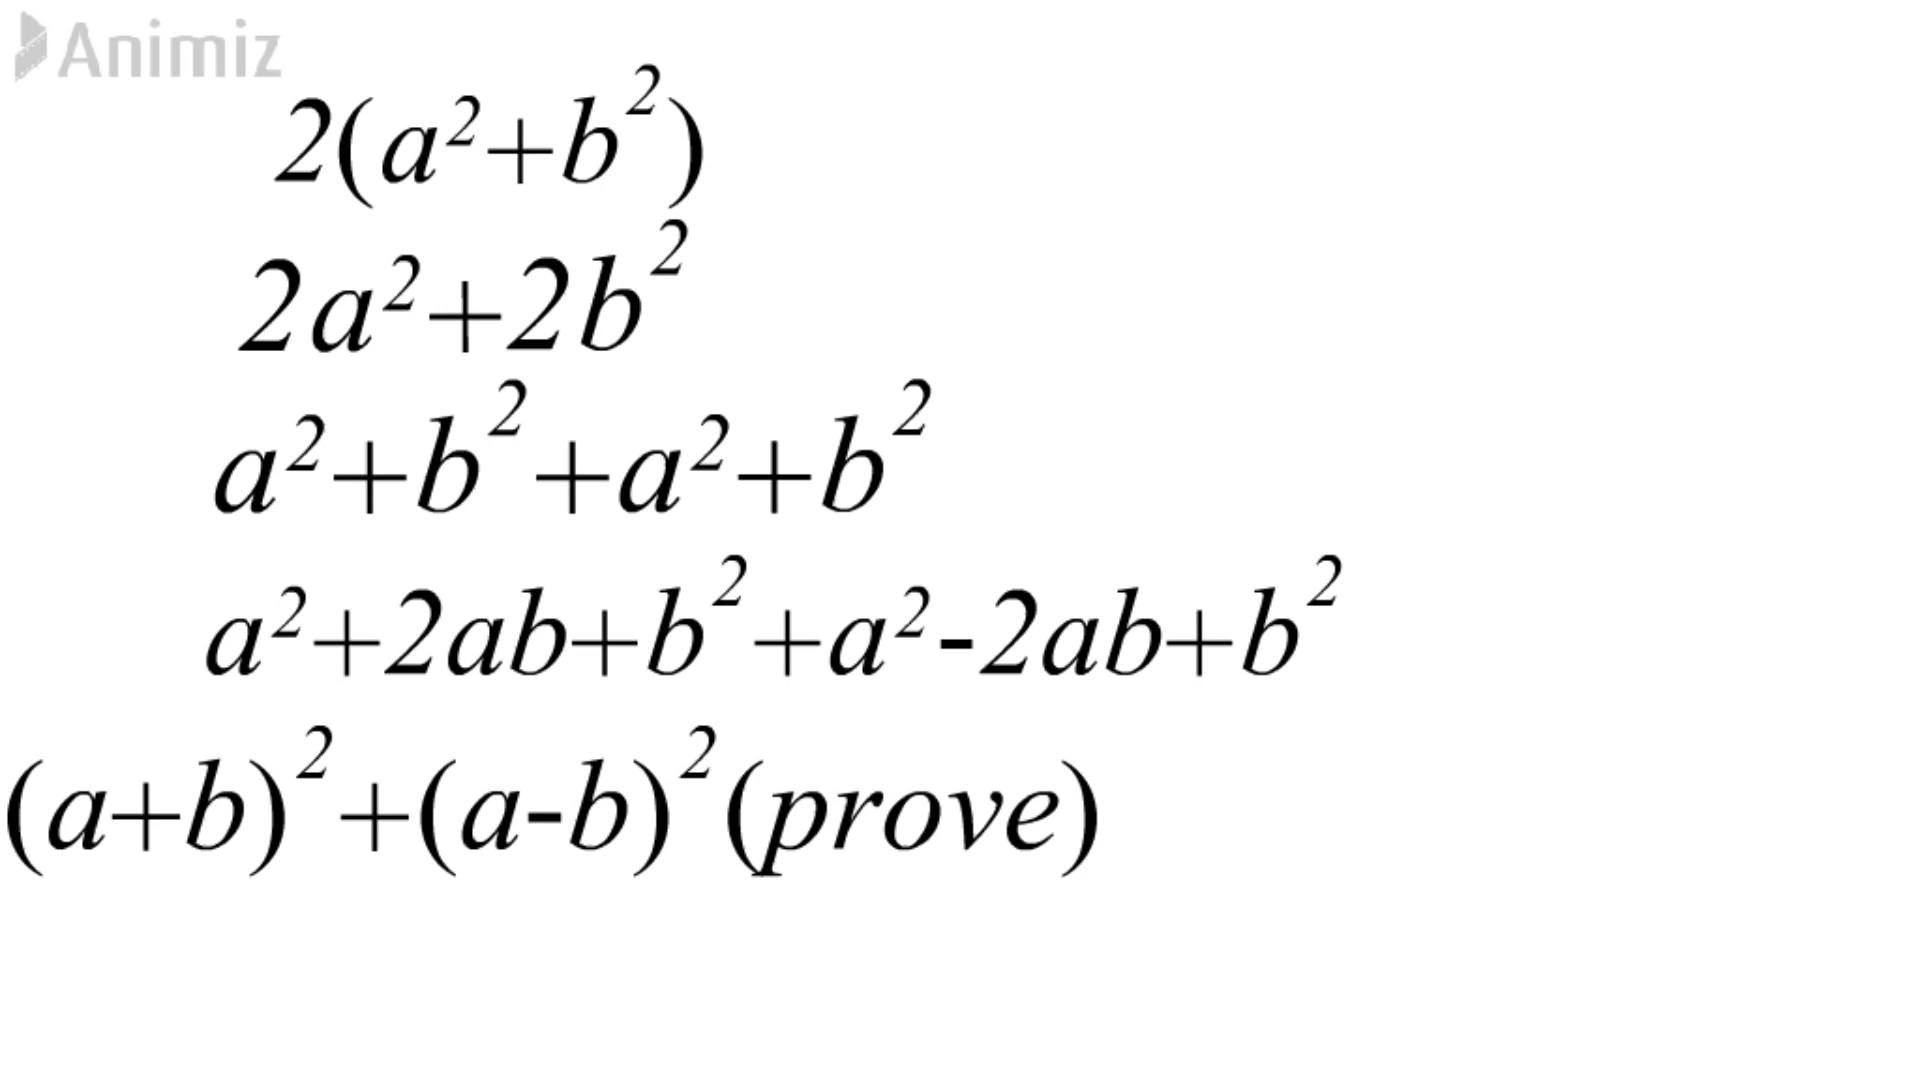 Animiz
2(a²+b²)
2a²+2b²
a²+b²+a²+b²
a²+2ab+b²+a²-2ab+b²
(a+b)²+(a-b)²(prove)